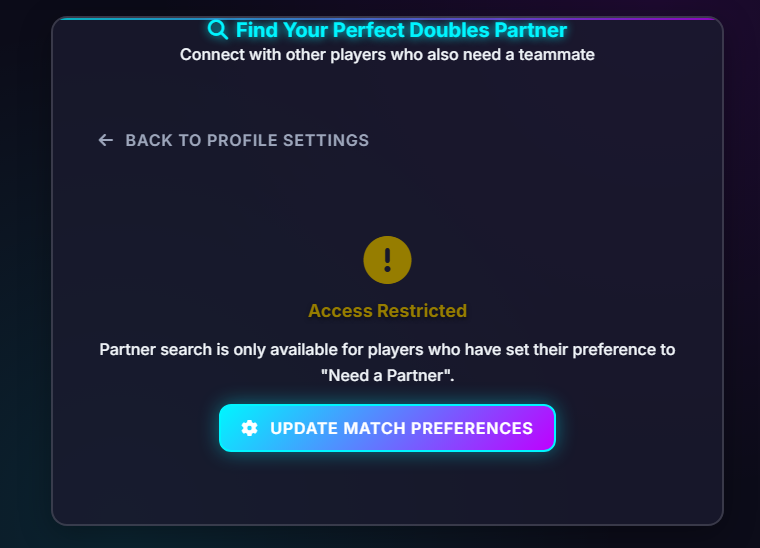 Find Your Perfect Doubles Partner
Connect with other players who also need a teammate
BACK TO PROFILE SETTINGS
Access Restricted
Partner search is only available for players who have set their preference to
"Need a Partner".
UPDATE MATCH PREFERENCES